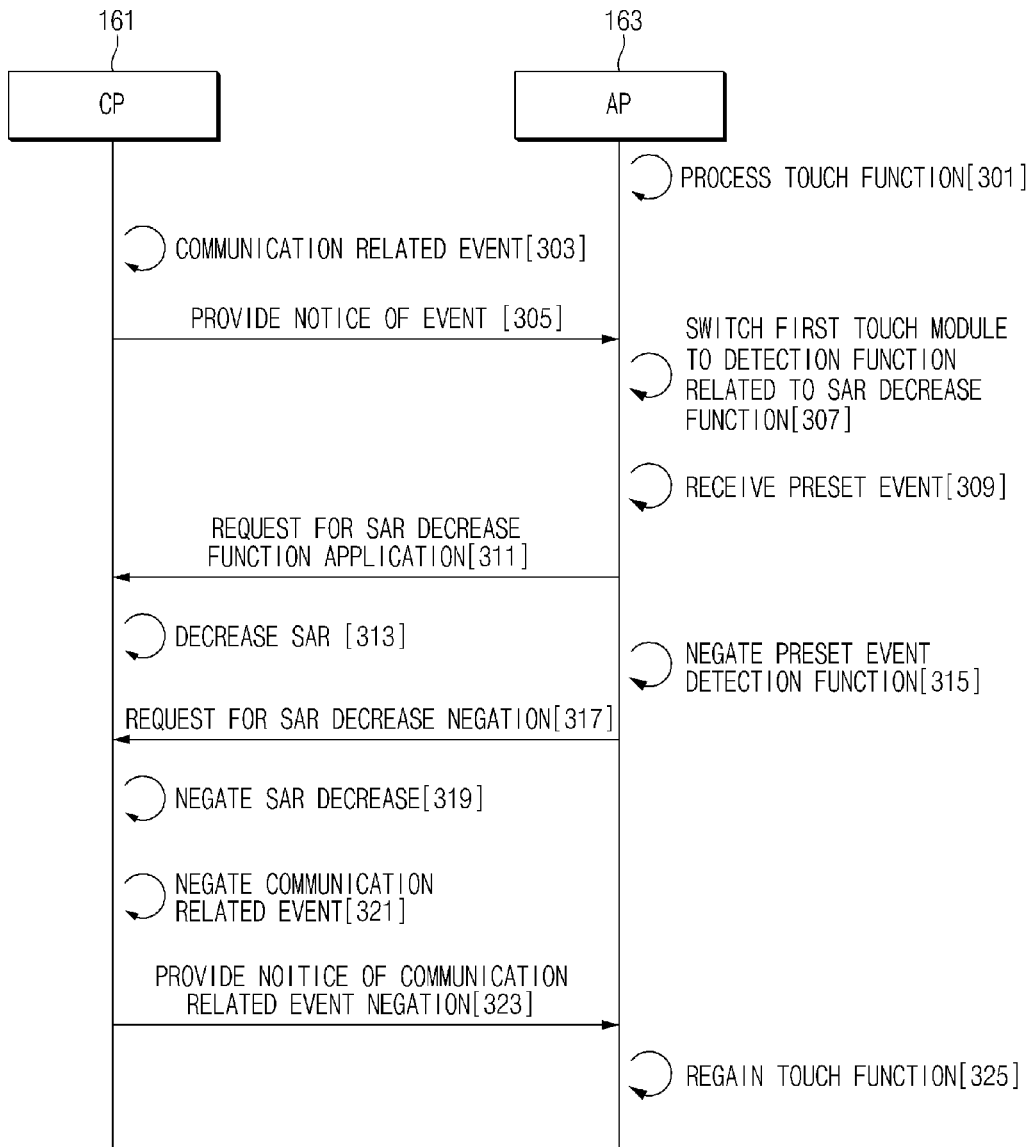 161
163
CP
AP
PROCESS TOUCH FUNCTION[301]
COMMUNICATION RELATED EVENT[303]
PROVIDE NOTICE OF EVENT [305]
SWITCH FIRST TOUCH MODULE
TO DETECTION FUNCTION
RELATED TO SAR DECREASE
FUNCTION[307]
RECEIVE PRESET EVENT[309]
REQUEST FOR SAR DECREASE
FUNCTION APPLICATION[311]
DECREASE SAR [313]
NEGATE PRESET EVENT
DETECTION FUNCTION[315]
REQUEST FOR SAR DECREASE NEGATION[317]
NEGATE SAR DECREASE[319]
NEGATE COMMUNICATION
RELATED EVENT[321]
PROVIDE NOITICE OF COMMUNICATION
RELATED EVENT NEGATION[323]
REGAIN TOUCH FUNCTION[325]